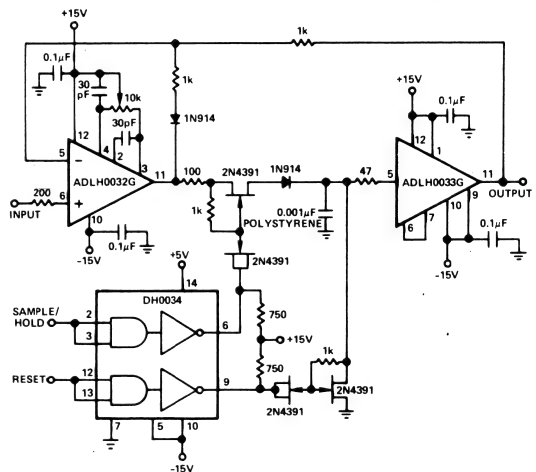 +15V
1k
0.1μF
30
pF
10k
1k
+15V
0.1μF
30pF
1N914
12
4
2
3
5
−
ADLH0032G
11
100
2N4391
1N914
47
5
12
1
ADLH0033G
11
OUTPUT
200
6
+
INPUT
10
1k
0.001μF
POLYSTYRENE
6
7
10
9
0.1μF
-15V
0.1μF
-15V
+5V
2N4391
14
DH0034
SAMPLE/
HOLD
2
3
6
750
+15V
RESET
12
13
9
750
1k
2N4391
2N4391
7
5
10
-15V